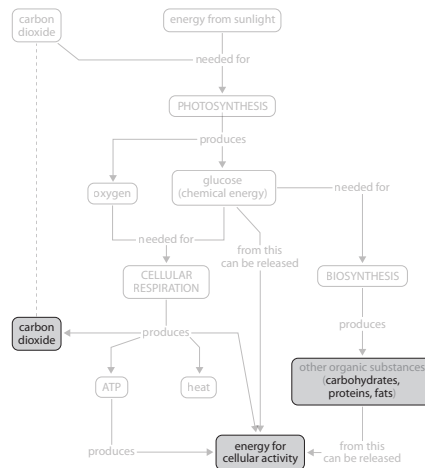 carbon
dioxide
energy from sunlight
needed for
PHOTOSYNTHESIS
produces
oxygen
glucose
(chemical energy)
needed for
needed for
from this
can be released
CELLULAR
RESPIRATION
BIOSYNTHESIS
carbon
dioxide
produces
produces
ATP
heat
other organic substances
(carbohydrates,
proteins, fats)
produces
energy for
cellular activity
from this
can be released